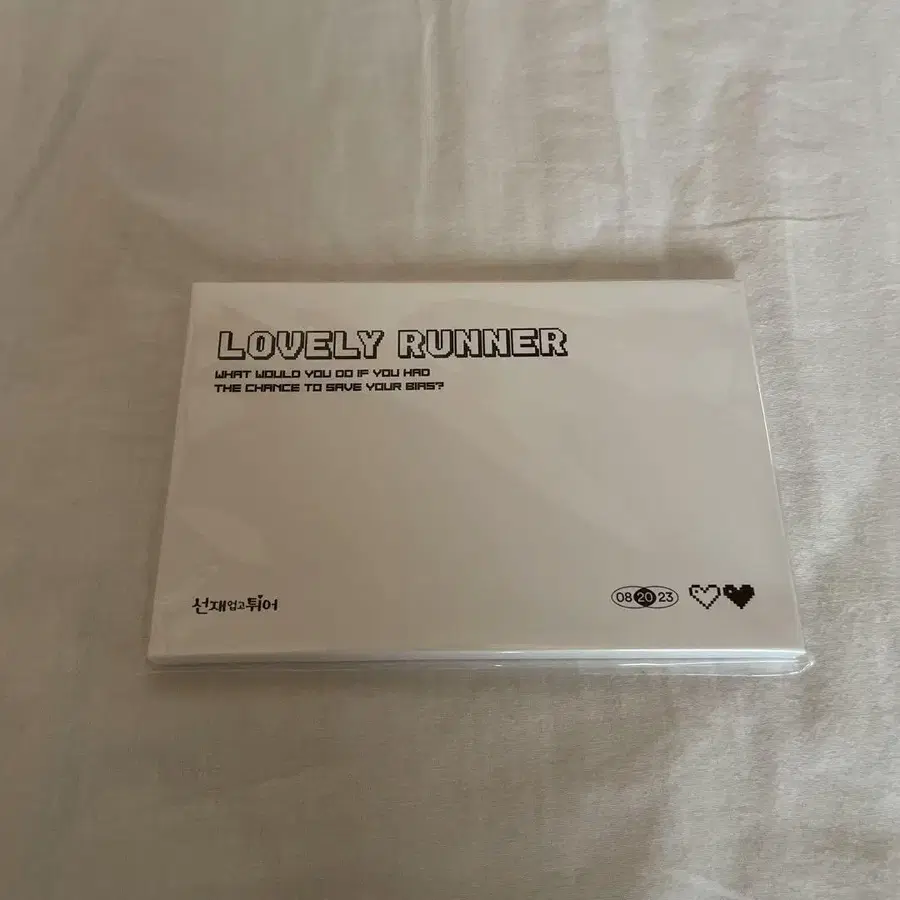 LOVELY RUNNER
WHAT WOULD YOU DO IF YOU HAD
THE CHANCE TO SAVE YOUR BIAS?
선재 업고 튀어
08 20 23